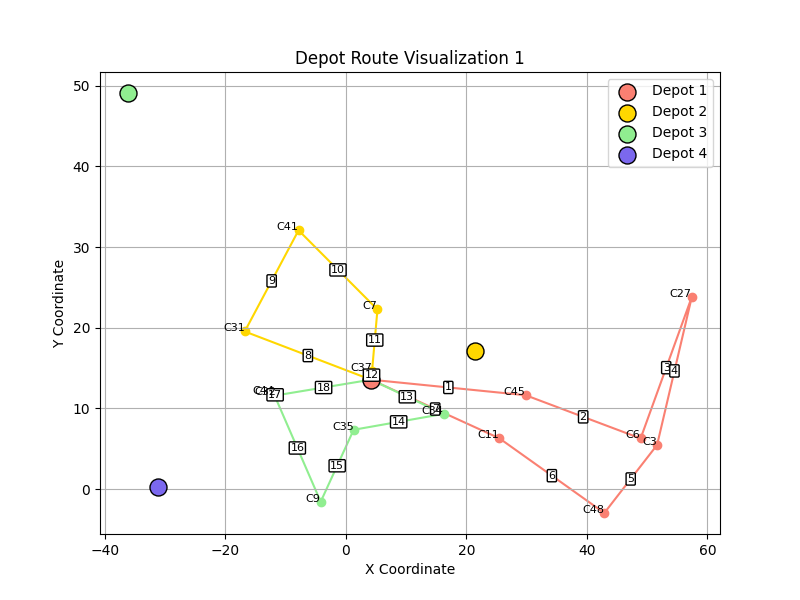 Depot Route Visualization 1
Depot 1
Depot 2
Depot 3
Depot 4
Y Coordinate
50
40
30
20
10
0
C41
C27
10
9
C7
C31
11
8
3
4
C37
12
1
C45
18
17
13
2
14
C35
C6
C3
C11
16
15
6
5
C9
C48
−40
−20
0
20
40
60
X Coordinate